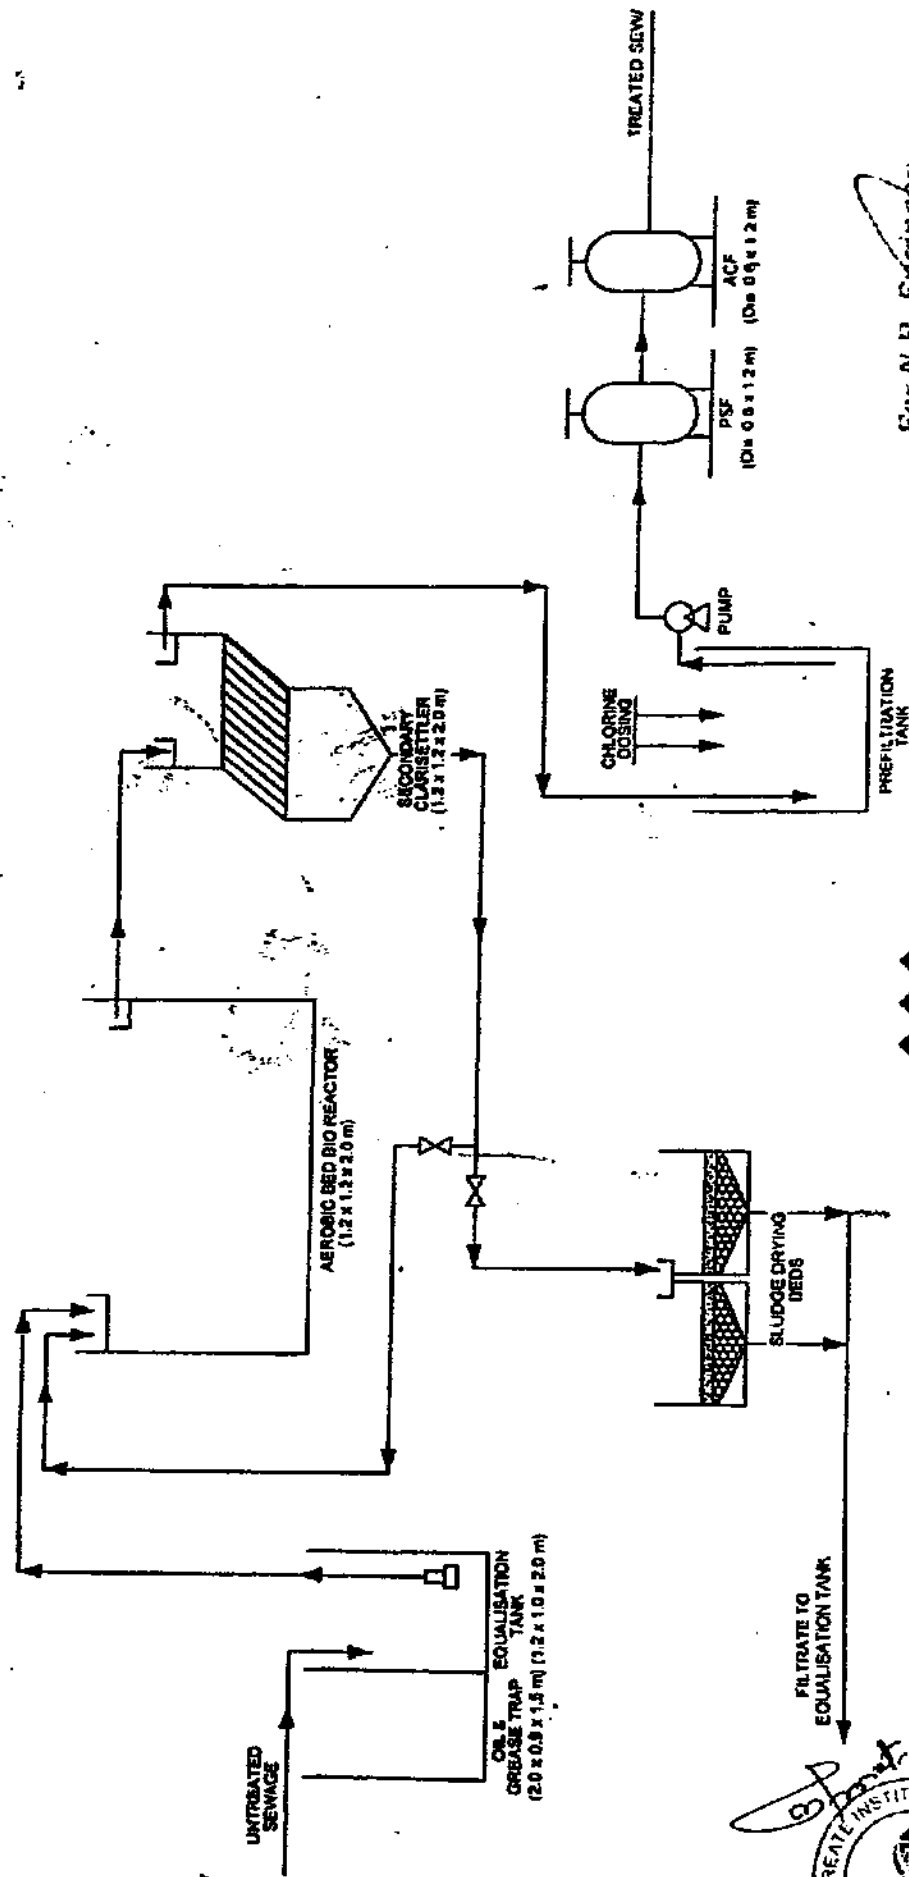 UNTREATED
SEWAGE
OIL &
GREASE TRAP
(2.0 x 0.9 x 1.5 m)
EQUALISATION
TANK
(1.2 x 1.0 x 2.0 m)
AEROBIC BED BIO REACTOR
(1.2 x 1.2 x 2.0 m)
SECONDARY
CLARISETTLER
(1.2 x 1.2 x 2.0 m)
FILTRATE TO
EQUALISATION TANK
SLUDGE DRYING
BEDS
CHLORINE
DOSING
PREFILTRATION
TANK
PUMP
PSF
(Dia 0.6 x 1.2 m)
ACF
(Dia 0.6 x 1.2 m)
TREATED SEW